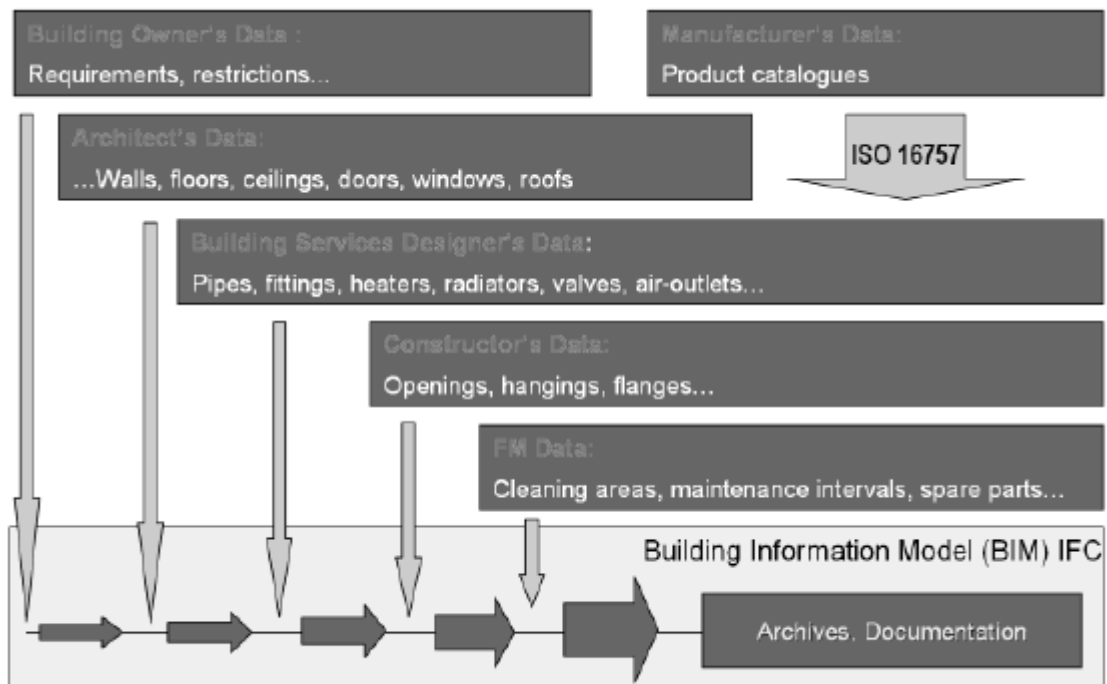 Building Owner's Data :
Requirements, restrictions...
Manufacturer's Data:
Product catalogues
Architect's Data:
...Walls, floors, ceilings, doors, windows, roofs
ISO 16757
Building Services Designer's Data:
Pipes, fittings, heaters, radiators, valves, air-outlets...
Constructor's Data:
Openings, hangings, flanges...
FM Data:
Cleaning areas, maintenance intervals, spare parts...
Building Information Model (BIM) IFC
Archives, Documentation